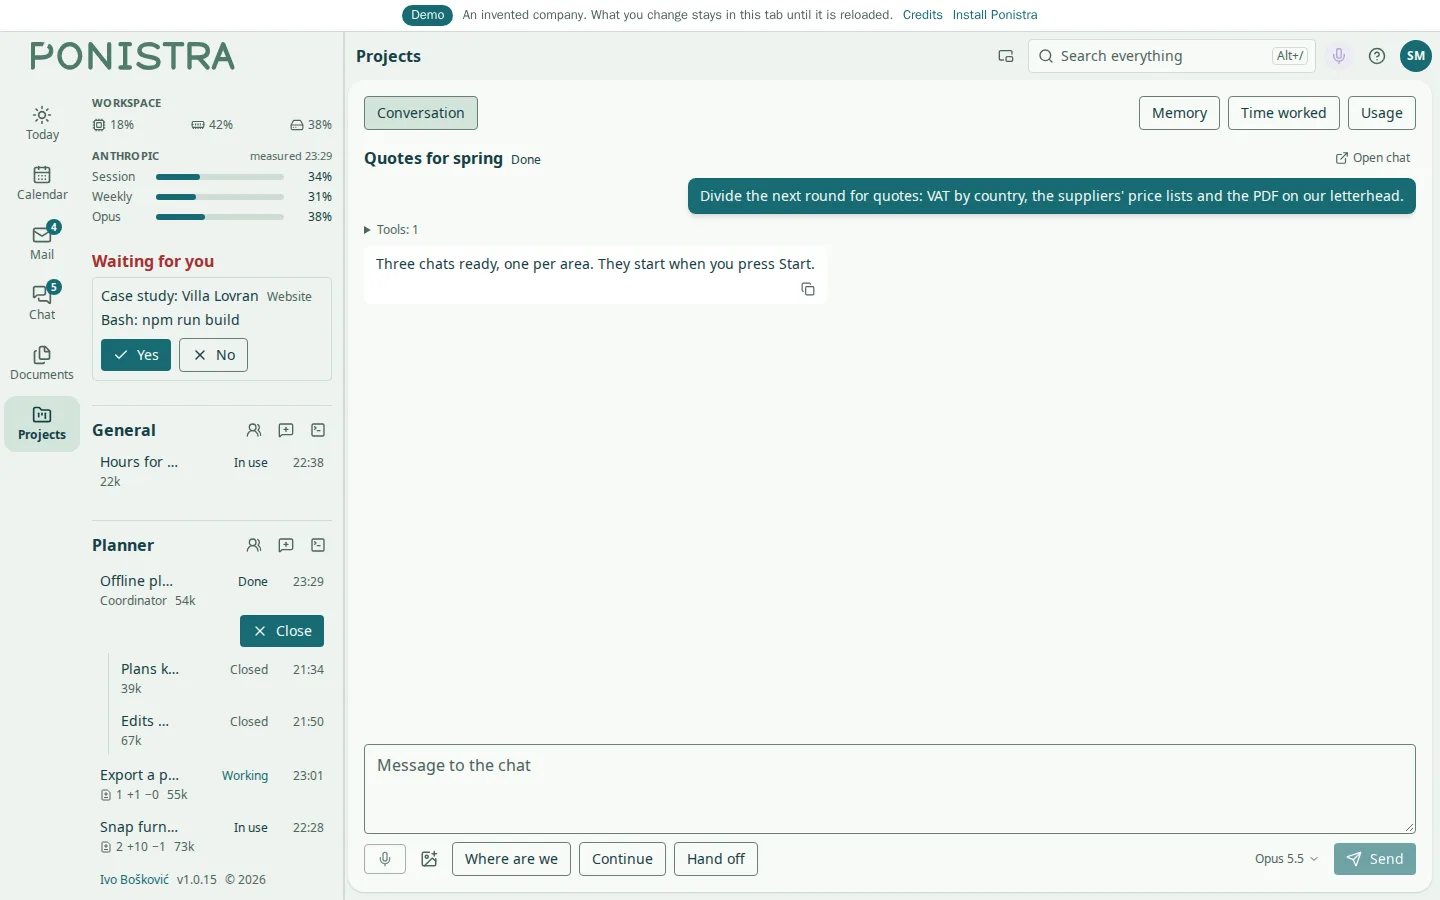 Demo An invented company. What you change stays in this tab until it is reloaded. Credits Install Ponistra
PONISTRA
Projects
Search everything Alt+/
SM
Today
Calendar
4
Mail
5
Chat
Documents
Projects
WORKSPACE
18% 42% 38%
ANTHROPIC measured 23:29
Session 34%
Weekly 31%
Opus 38%
Waiting for you
Case study: Villa Lovran Website
Bash: npm run build
Yes No
General
Hours for ... In use 22:38
22k
Planner
Offline pl... Done 23:29
Coordinator 54k
Close
Plans k... Closed 21:34
39k
Edits ... Closed 21:50
67k
Export a p... Working 23:01
1 +1 −0 55k
Snap furn... In use 22:28
2 +10 −1 73k
Ivo Bošković v1.0.15 © 2026
Conversation
Memory Time worked Usage
Quotes for spring Done
Open chat
Divide the next round for quotes: VAT by country, the suppliers' price lists and the PDF on our letterhead.
Tools: 1
Three chats ready, one per area. They start when you press Start.
Message to the chat
Where are we Continue Hand off
Opus 5.5
Send